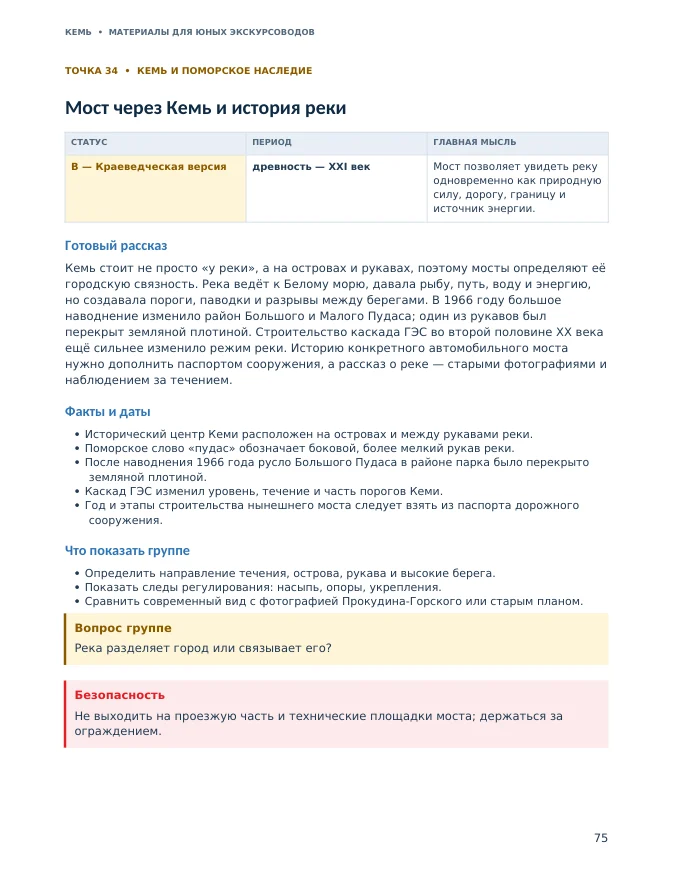 КЕМЬ • МАТЕРИАЛЫ ДЛЯ ЮНЫХ ЭКСКУРСОВОДОВ
ТОЧКА 34 • КЕМЬ И ПОМОРСКОЕ НАСЛЕДИЕ
Мост через Кемь и история реки
СТАТУС ПЕРИОД ГЛАВНАЯ МЫСЛЬ
В — Краеведческая версия древность — XXI век Мост позволяет увидеть реку
одновременно как природную
силу, дорогу, границу и
источник энергии.
Готовый рассказ
Кемь стоит не просто «у реки», а на островах и рукавах, поэтому мосты определяют её
городскую связность. Река ведёт к Белому морю, давала рыбу, путь, воду и энергию,
но создавала пороги, паводки и разрывы между берегами. В 1966 году большое
наводнение изменило район Большого и Малого Пудаса; один из рукавов был
перекрыт земляной плотиной. Строительство каскада ГЭС во второй половине XX века
ещё сильнее изменило режим реки. Историю конкретного автомобильного моста
нужно дополнить паспортом сооружения, а рассказ о реке — старыми фотографиями и
наблюдением за течением.
Факты и даты
• Исторический центр Кеми расположен на островах и между рукавами реки.
• Поморское слово «пудас» обозначает боковой, более мелкий рукав реки.
• После наводнения 1966 года русло Большого Пудаса в районе парка было перекрыто
земляной плотиной.
• Каскад ГЭС изменил уровень, течение и часть порогов Кеми.
• Год и этапы строительства нынешнего моста следует взять из паспорта дорожного
сооружения.
Что показать группе
• Определить направление течения, острова, рукава и высокие берега.
• Показать следы регулирования: насыпь, опоры, укрепления.
• Сравнить современный вид с фотографией Прокудина-Горского или старым планом.
Вопрос группе
Река разделяет город или связывает его?
Безопасность
Не выходить на проезжую часть и технические площадки моста; держаться за
ограждением.
75